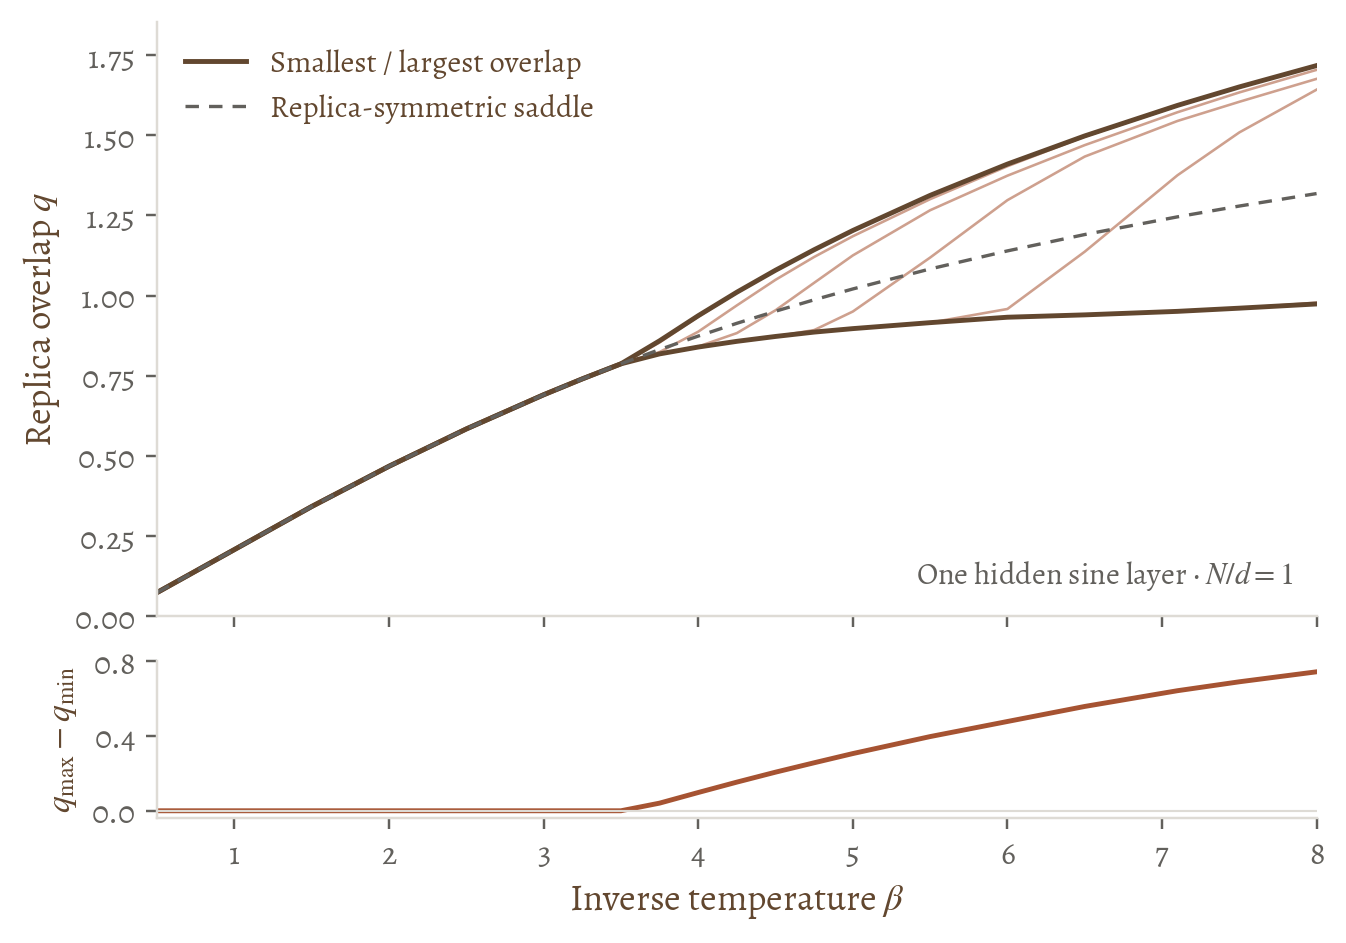 1.75
1.50
1.25
1.00
0.75
0.50
0.25
0.00
Replica overlap q
Smallest / largest overlap
Replica-symmetric saddle
One hidden sine layer · N/d = 1
0.8
0.4
0.0
qmax − qmin
1 2 3 4 5 6 7 8
Inverse temperature β